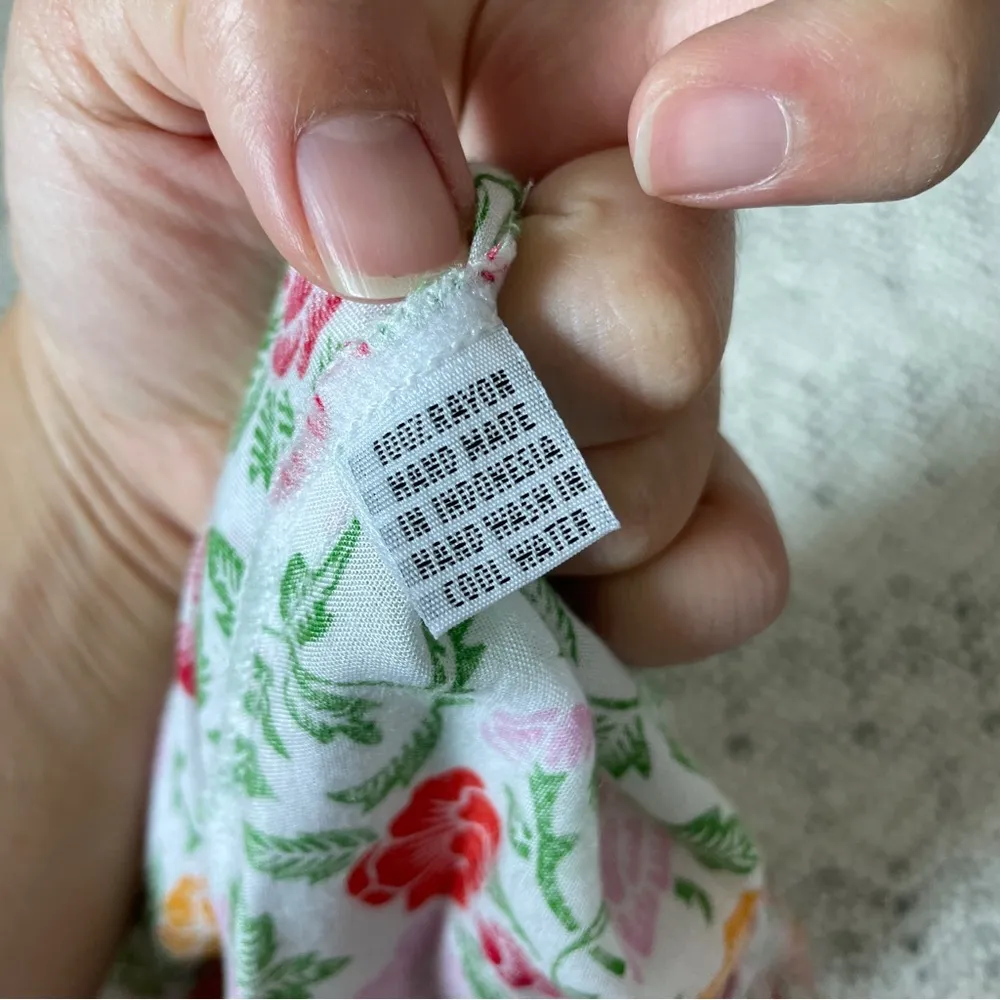 100% RAYON
HAND MADE
IN INDONESIA
HAND WASH IN
COOL WATER